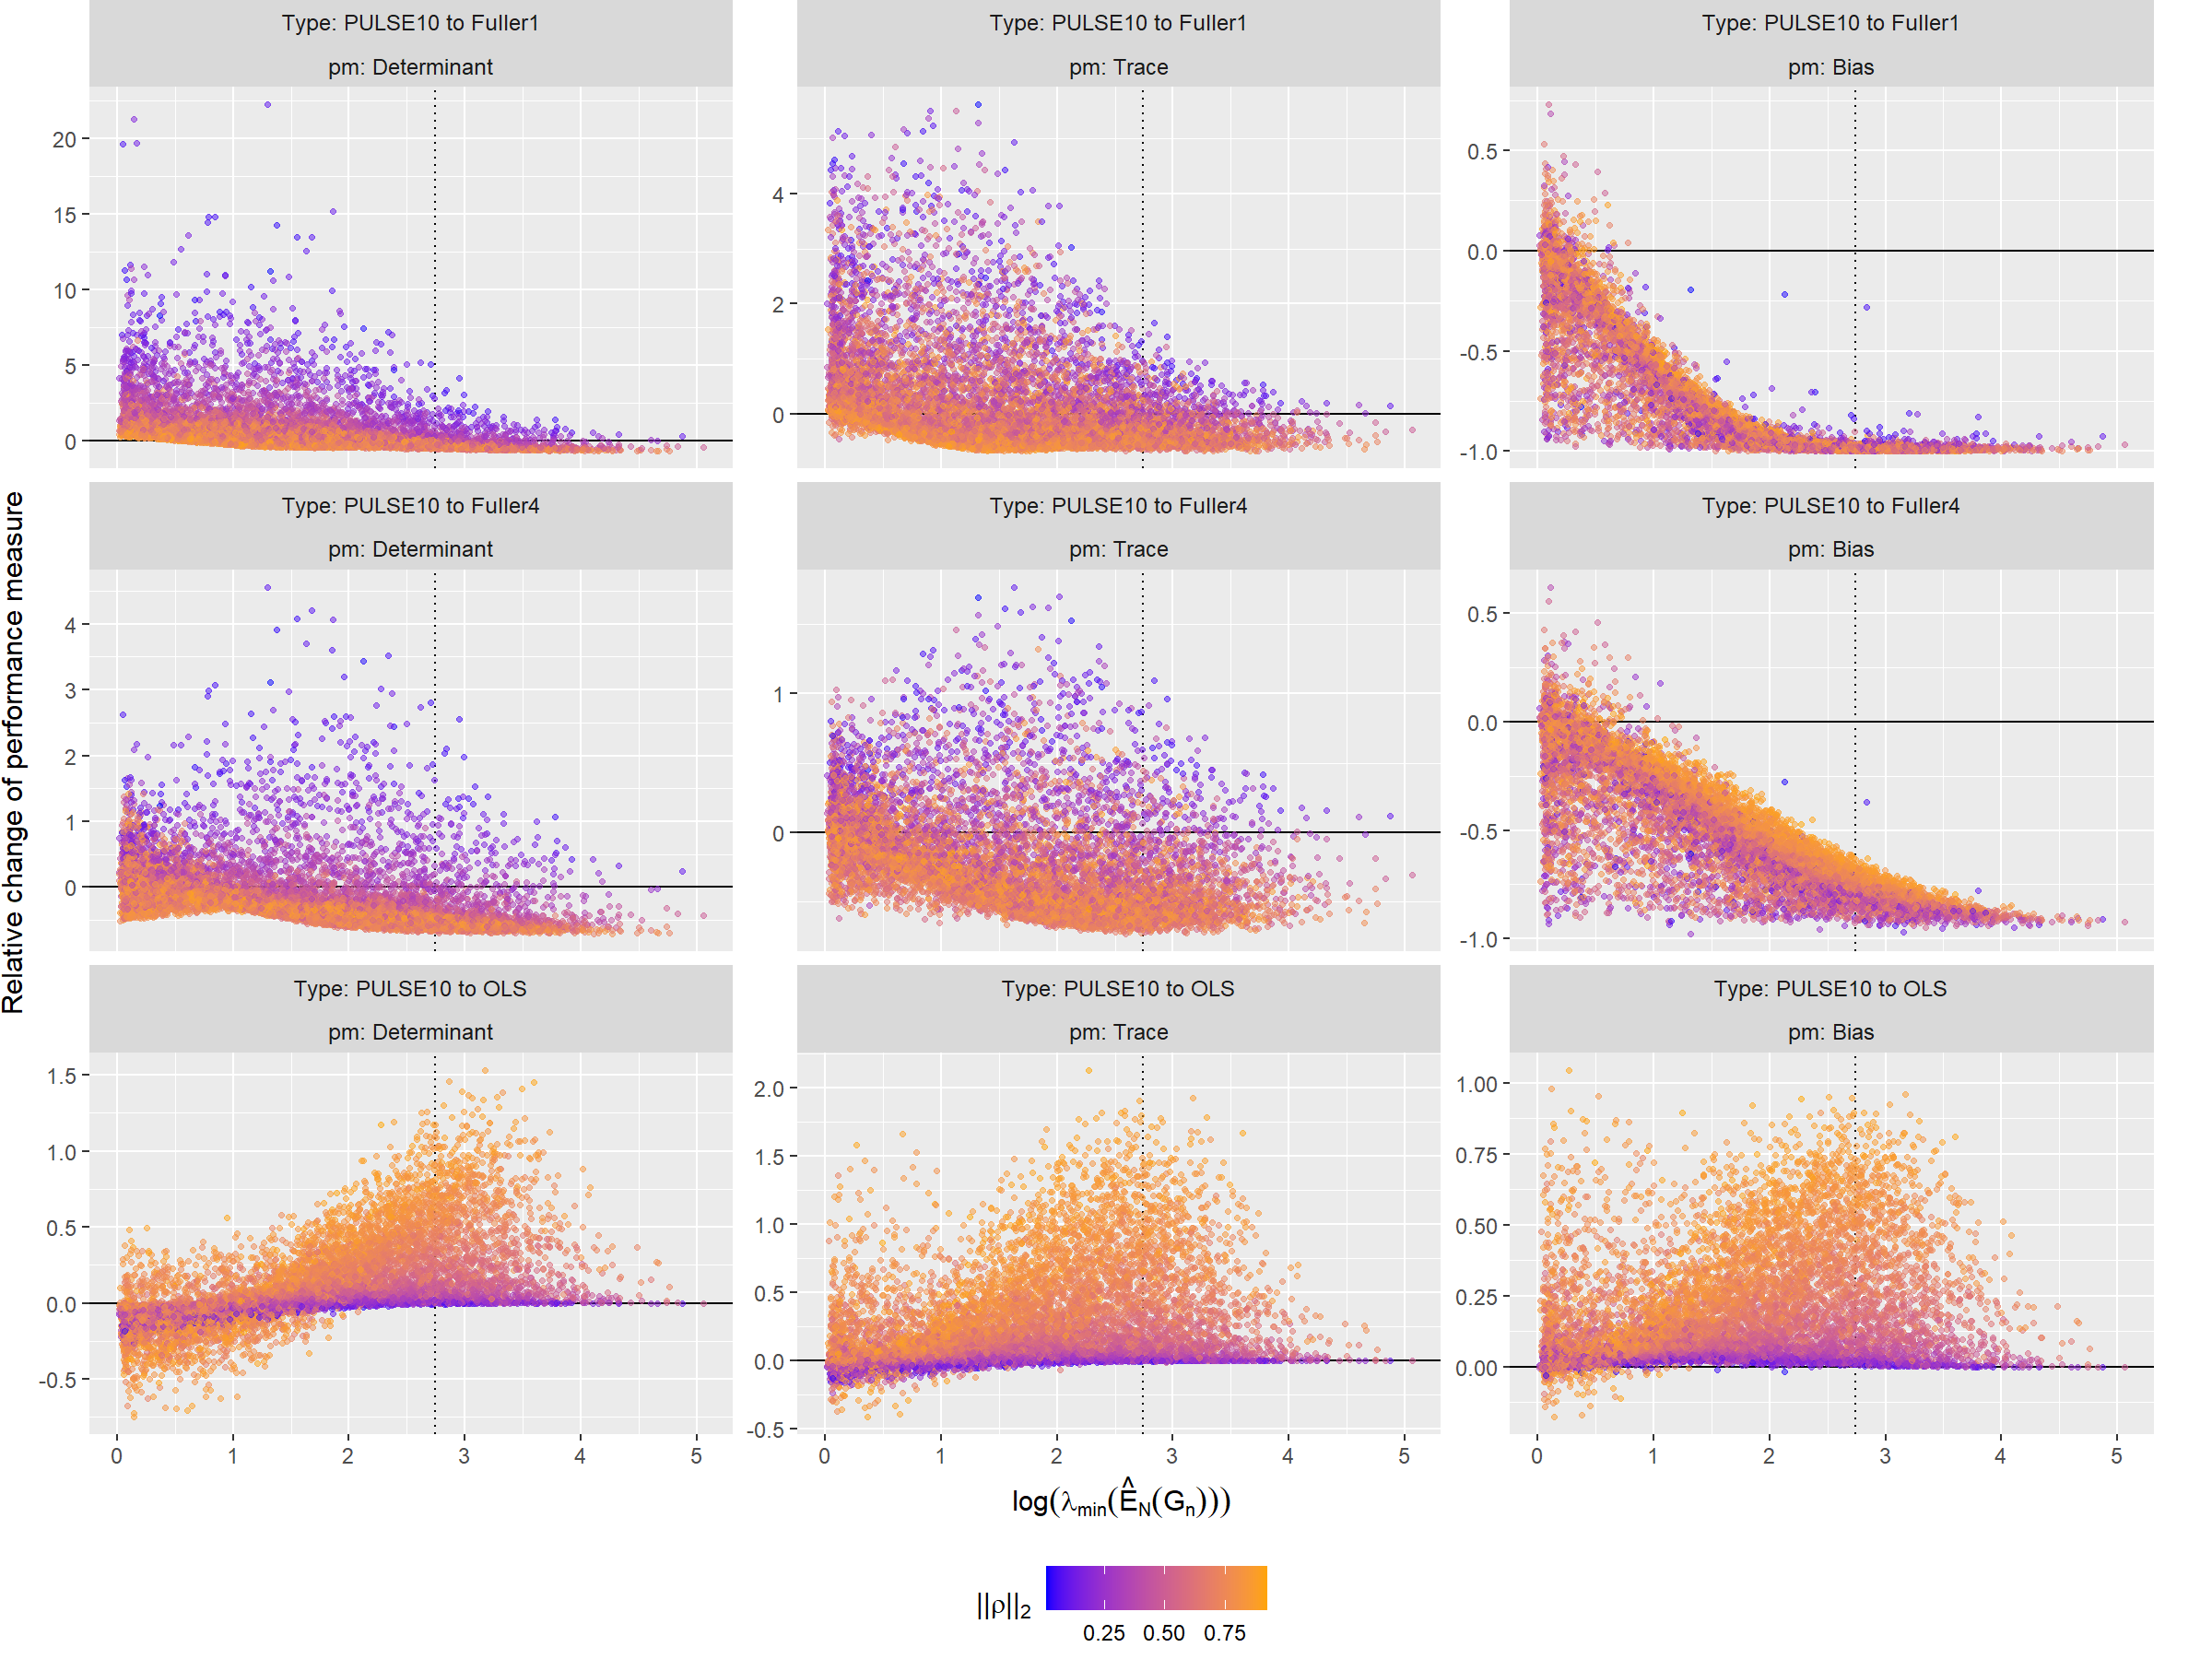 Type: PULSE10 to Fuller1
pm: Determinant
Type: PULSE10 to Fuller1
pm: Trace
Type: PULSE10 to Fuller1
pm: Bias
20
15
10
5
0
4
2
0
0.5
0.0
-0.5
-1.0
Type: PULSE10 to Fuller4
pm: Determinant
Type: PULSE10 to Fuller4
pm: Trace
Type: PULSE10 to Fuller4
pm: Bias
4
3
2
1
0
1
0
0.5
0.0
-0.5
-1.0
Relative change of performance measure
Type: PULSE10 to OLS
pm: Determinant
Type: PULSE10 to OLS
pm: Trace
Type: PULSE10 to OLS
pm: Bias
1.5
1.0
0.5
0.0
-0.5
2.0
1.5
1.0
0.5
0.0
-0.5
1.00
0.75
0.50
0.25
0.00
0 1 2 3 4 5
0 1 2 3 4 5
0 1 2 3 4 5
log(λmin(ÊN(Gn)))
||ρ||2
0.25 0.50 0.75